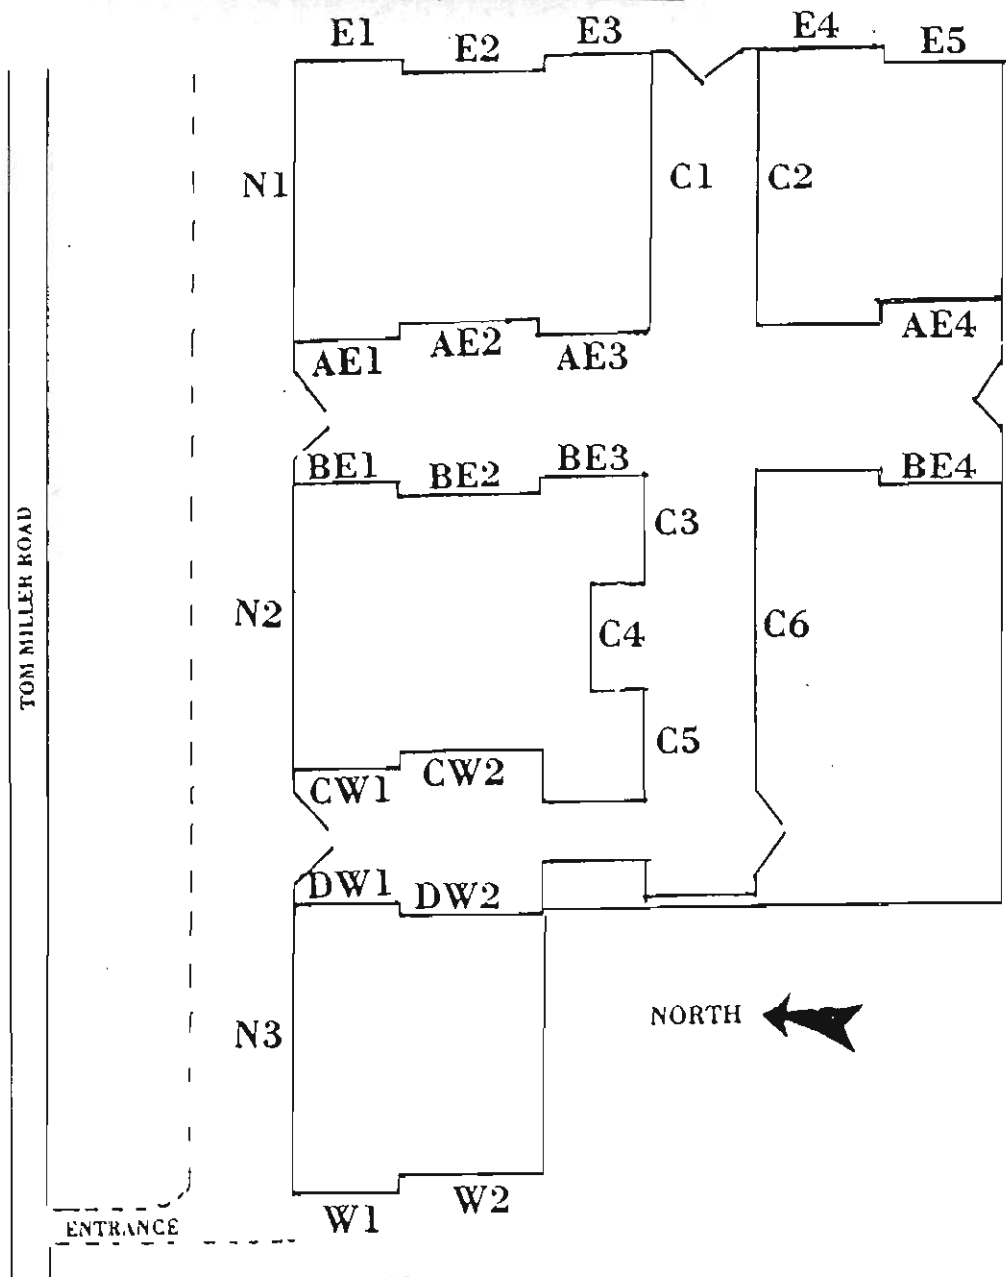 E1
E2
E3
E4
E5
N1
C1
C2
AE1
AE2
AE3
AE4
BE1
BE2
BE3
BE4
C3
TOM MILLER ROAD
N2
C4
C6
C5
CW1
CW2
DW1
DW2
N3
NORTH
W1
W2
ENTRANCE